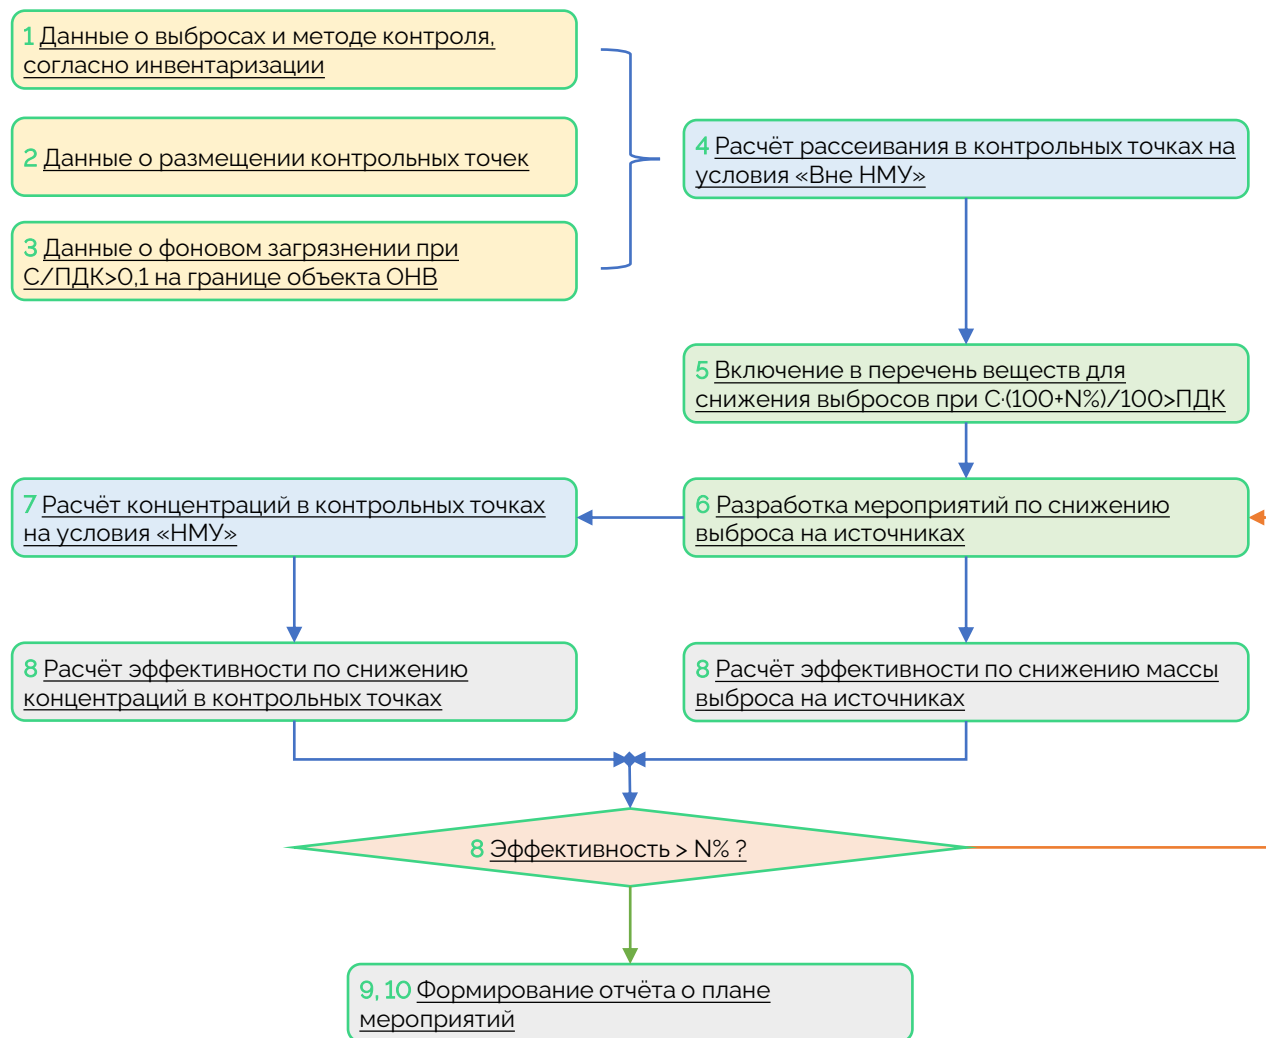 1 Данные о выбросах и методе контроля,
согласно инвентаризации
2 Данные о размещении контрольных точек
3 Данные о фоновом загрязнении при
С/ПДК>0,1 на границе объекта ОНВ
4 Расчёт рассеивания в контрольных точках на
условия «Вне НМУ»
5 Включение в перечень веществ для
снижения выбросов при С·(100+N%)/100>ПДК
6 Разработка мероприятий по снижению
выброса на источниках
7 Расчёт концентраций в контрольных точках
на условия «НМУ»
8 Расчёт эффективности по снижению
концентраций в контрольных точках
8 Расчёт эффективности по снижению массы
выброса на источниках
8 Эффективность > N% ?
9, 10 Формирование отчёта о плане
мероприятий